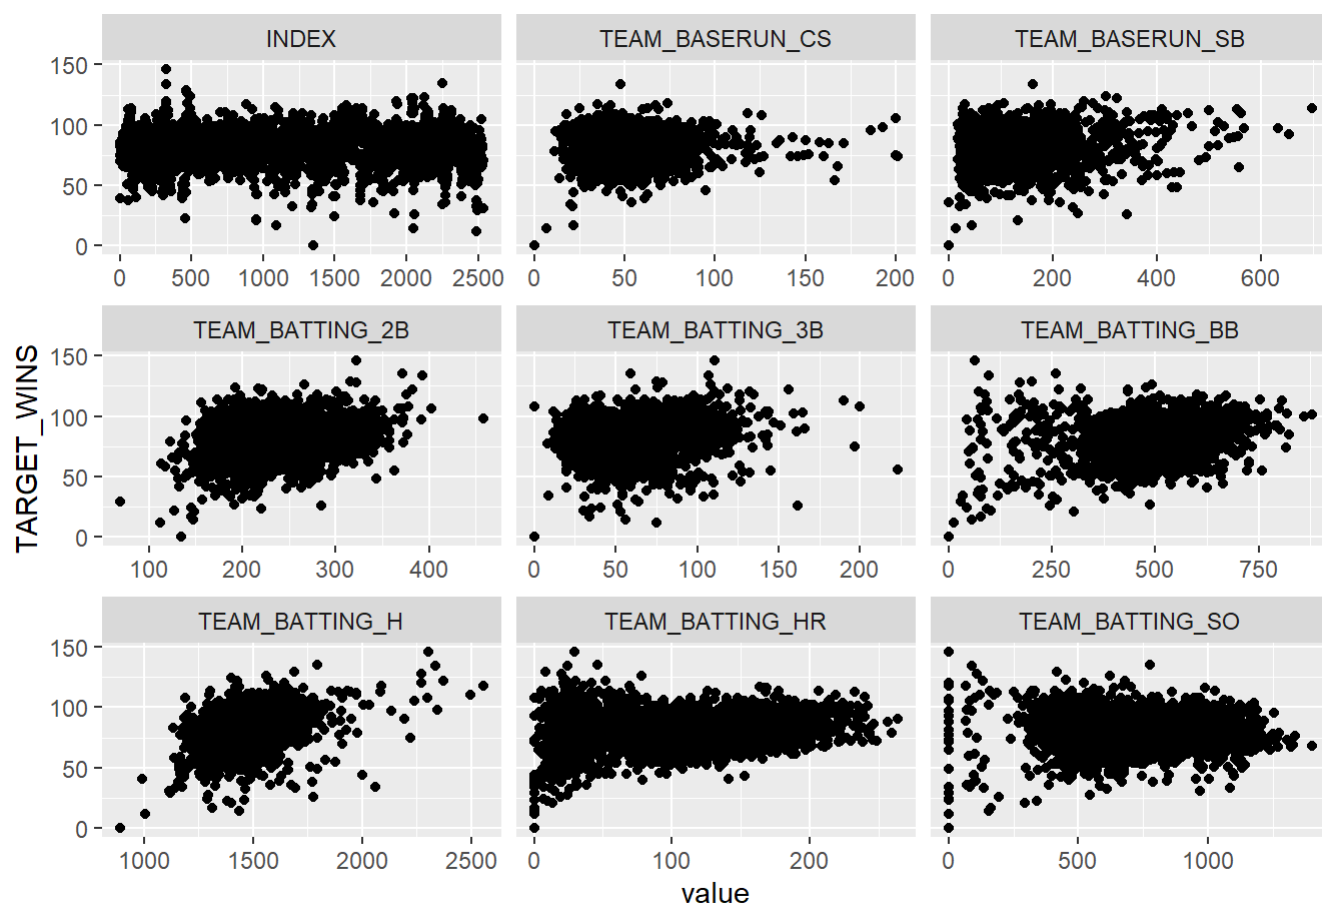 INDEX TEAM_BASERUN_CS TEAM_BASERUN_SB
150
100
50
0
0 500 1000 1500 2000 2500 0 50 100 150 200 0 200 400 600
TEAM_BATTING_2B TEAM_BATTING_3B TEAM_BATTING_BB
150
100
50
0
100 200 300 400 0 50 100 150 200 0 250 500 750
TEAM_BATTING_H TEAM_BATTING_HR TEAM_BATTING_SO
150
100
50
0
1000 1500 2000 2500 0 100 200 0 500 1000
value
TARGET_WINS